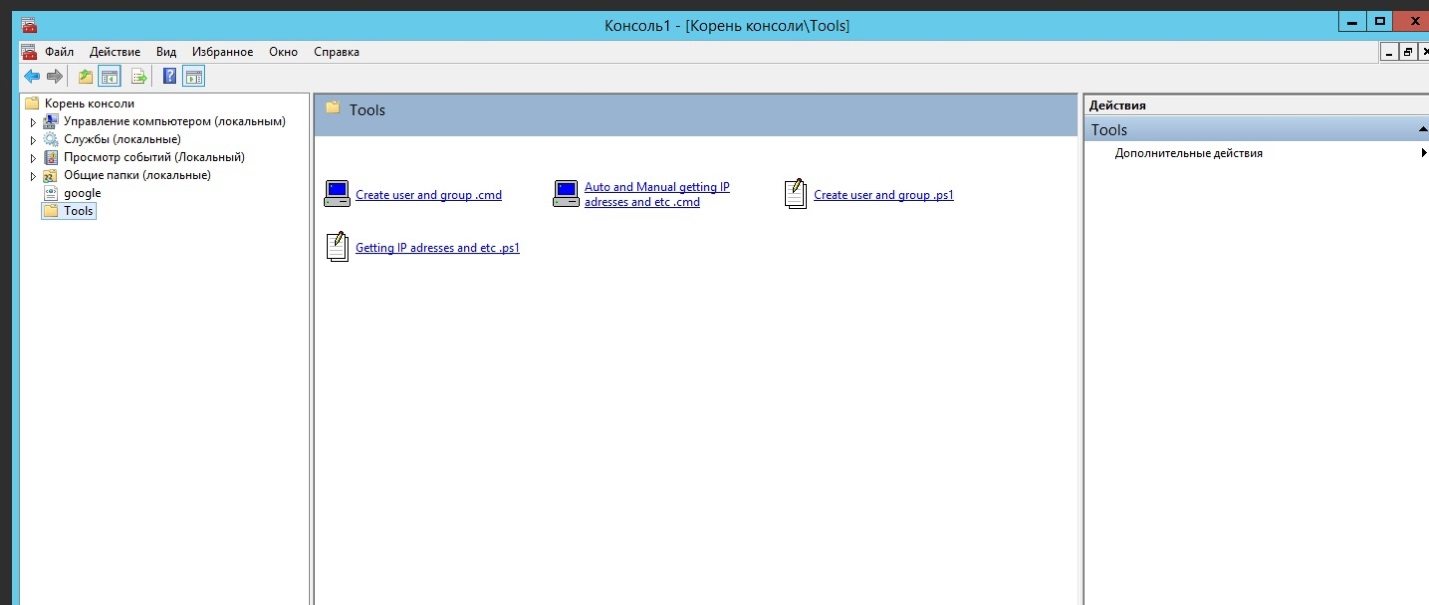 Консоль1 - [Корень консоли\Tools]
Файл Действие Вид Избранное Окно Справка
Корень консоли
Управление компьютером (локальным)
Службы (локальные)
Просмотр событий (Локальный)
Общие папки (локальные)
google
Tools
Tools
Create user and group .cmd
Auto and Manual getting IP
adresses and etc .cmd
Create user and group .ps1
Getting IP adresses and etc .ps1
Действия
Tools
Дополнительные действия